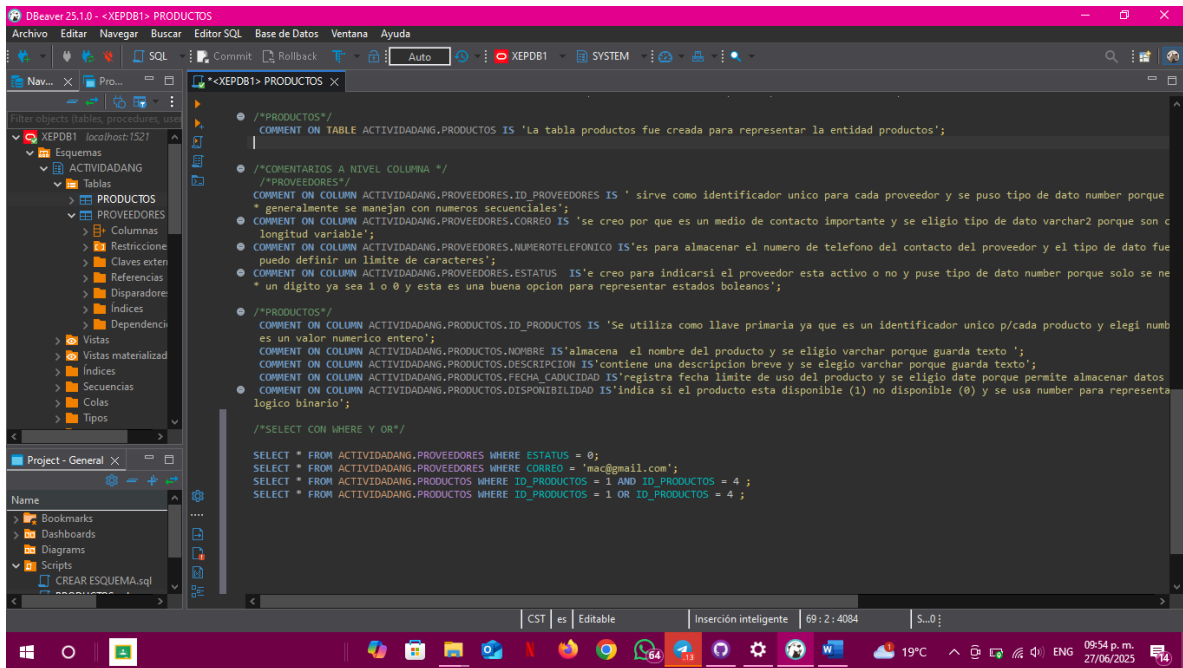 DBeaver 25.1.0 - <XEPDB1> PRODUCTOS
Archivo Editar Navegar Buscar Editor SQL Base de Datos Ventana Ayuda
SQL Commit Rollback Auto XEPDB1 SYSTEM
Nav... Pro... *<XEPDB1> PRODUCTOS
Filter objects (tables, procedures, user
XEPDB1 localhost:1521
Esquemas
ACTIVIDADANG
Tablas
PRODUCTOS
PROVEEDORES
Columnas
Restriccione
Claves exten
Referencias
Disparadore
Índices
Dependenci
Vistas
Vistas materializad
Índices
Secuencias
Colas
Tipos
Project - General
Name
Bookmarks
Dashboards
Diagrams
Scripts
CREAR ESQUEMA.sql
/*PRODUCTOS*/
COMMENT ON TABLE ACTIVIDADANG.PRODUCTOS IS 'La tabla productos fue creada para representar la entidad productos';
/*COMENTARIOS A NIVEL COLUMNA */
/*PROVEEDORES*/
COMMENT ON COLUMN ACTIVIDADANG.PROVEEDORES.ID_PROVEEDORES IS ' sirve como identificador unico para cada proveedor y se puso tipo de dato number porque
* generalmente se manejan con numeros secuenciales';
COMMENT ON COLUMN ACTIVIDADANG.PROVEEDORES.CORREO IS 'se creo por que es un medio de contacto importante y se eligio tipo de dato varchar2 porque son c
longitud variable';
COMMENT ON COLUMN ACTIVIDADANG.PROVEEDORES.NUMEROTELEFONICO IS'es para almacenar el numero de telefono del contacto del proveedor y el tipo de dato fue
puedo definir un limite de caracteres';
COMMENT ON COLUMN ACTIVIDADANG.PROVEEDORES.ESTATUS IS'e creo para indicarsi el proveedor esta activo o no y puse tipo de dato number porque solo se ne
* un digito ya sea 1 o 0 y esta es una buena opcion para representar estados boleanos';
/*PRODUCTOS*/
COMMENT ON COLUMN ACTIVIDADANG.PRODUCTOS.ID_PRODUCTOS IS 'Se utiliza como llave primaria ya que es un identificador unico p/cada producto y elegi numb
es un valor numerico entero';
COMMENT ON COLUMN ACTIVIDADANG.PRODUCTOS.NOMBRE IS'almacena el nombre del producto y se eligio varchar porque guarda texto ';
COMMENT ON COLUMN ACTIVIDADANG.PRODUCTOS.DESCRIPCION IS'contiene una descripcion breve y se elegio varchar porque guarda texto';
COMMENT ON COLUMN ACTIVIDADANG.PRODUCTOS.FECHA_CADUCIDAD IS'registra fecha limite de uso del producto y se eligio date porque permite almacenar datos
COMMENT ON COLUMN ACTIVIDADANG.PRODUCTOS.DISPONIBILIDAD IS'indica si el producto esta disponible (1) no disponible (0) y se usa number para representa
logico binario';
/*SELECT CON WHERE Y OR*/
SELECT * FROM ACTIVIDADANG.PROVEEDORES WHERE ESTATUS = 0;
SELECT * FROM ACTIVIDADANG.PROVEEDORES WHERE CORREO = 'mac@gmail.com';
SELECT * FROM ACTIVIDADANG.PRODUCTOS WHERE ID_PRODUCTOS = 1 AND ID_PRODUCTOS = 4 ;
SELECT * FROM ACTIVIDADANG.PRODUCTOS WHERE ID_PRODUCTOS = 1 OR ID_PRODUCTOS = 4 ;
CST es Editable Inserción inteligente 69 : 2 : 4084 S...0
64 13 19°C ENG 09:54 p. m.
27/06/2025 14